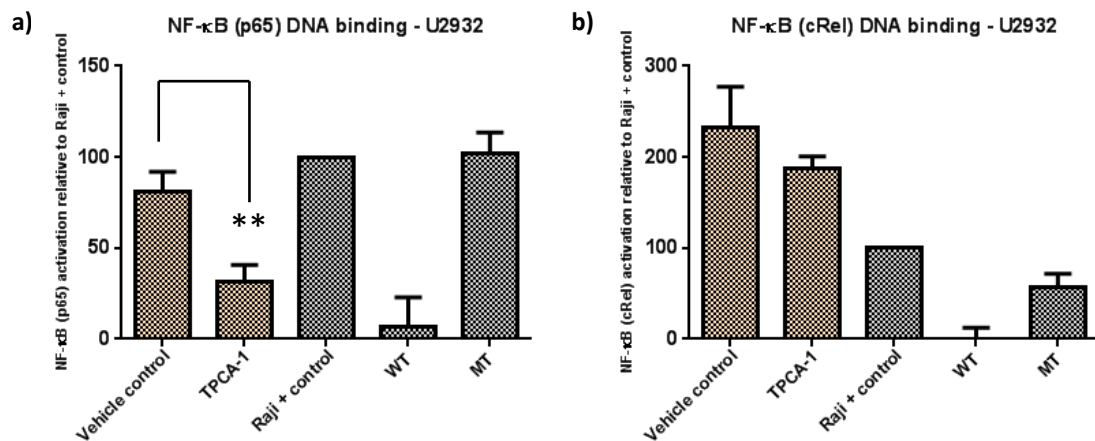 a)
NF-κB (p65) DNA binding - U2932
NF-κB (p65) activation relative to Raji + control
150
100
50
0
**
Vehicle control
TPCA-1
Raji + control
WT
MT
b)
NF-κB (cRel) DNA binding - U2932
NF-κB (cRel) activation relative to Raji + control
300
200
100
0
Vehicle control
TPCA-1
Raji + control
WT
MT